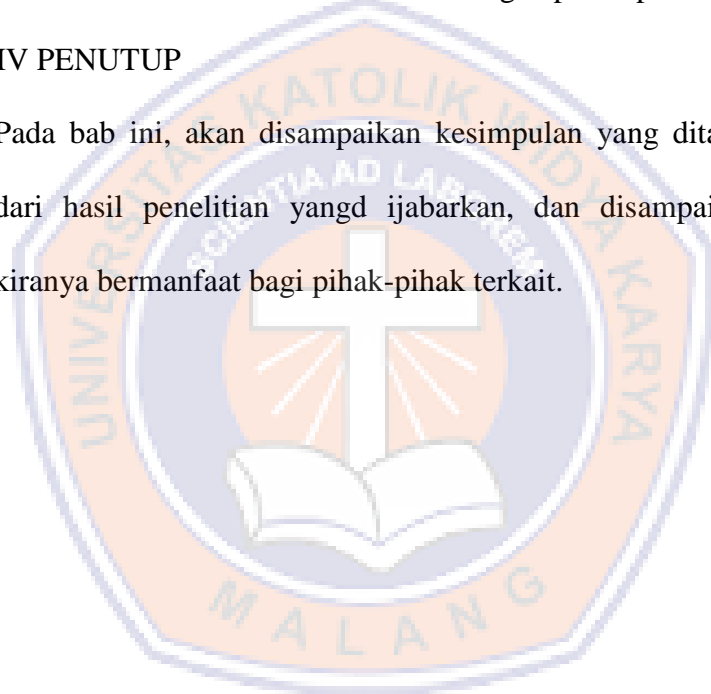 IV PENUTUP
Pada bab ini, akan disampaikan kesimpulan yang dita
dari hasil penelitian yangd ijabarkan, dan disampai
kiranya bermanfaat bagi pihak-pihak terkait.
UNIVERSITAS KATOLIK WIDYA KARYA
SCIENTIA AD LABOREM
MALANG